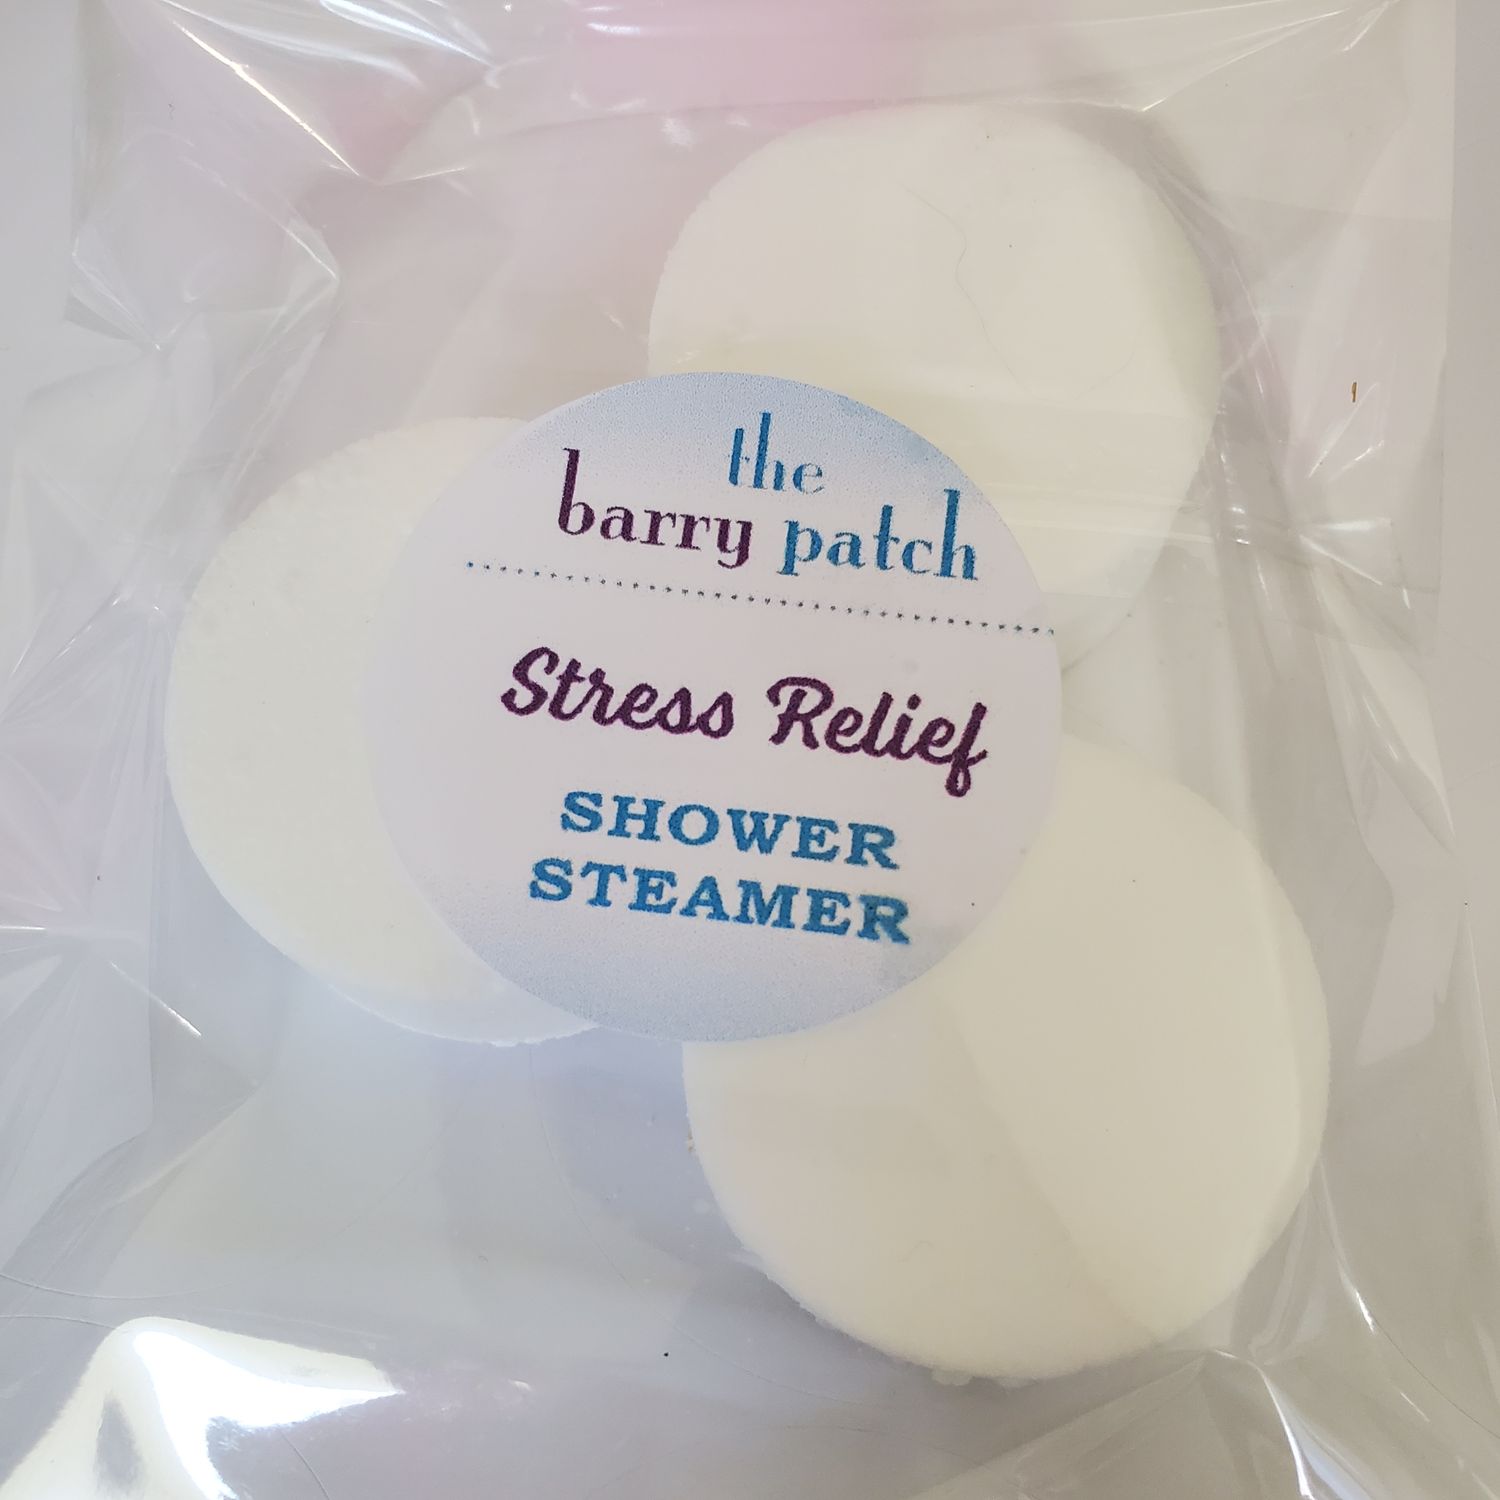 the
barry patch
Stress Relief
SHOWER
STEAMER